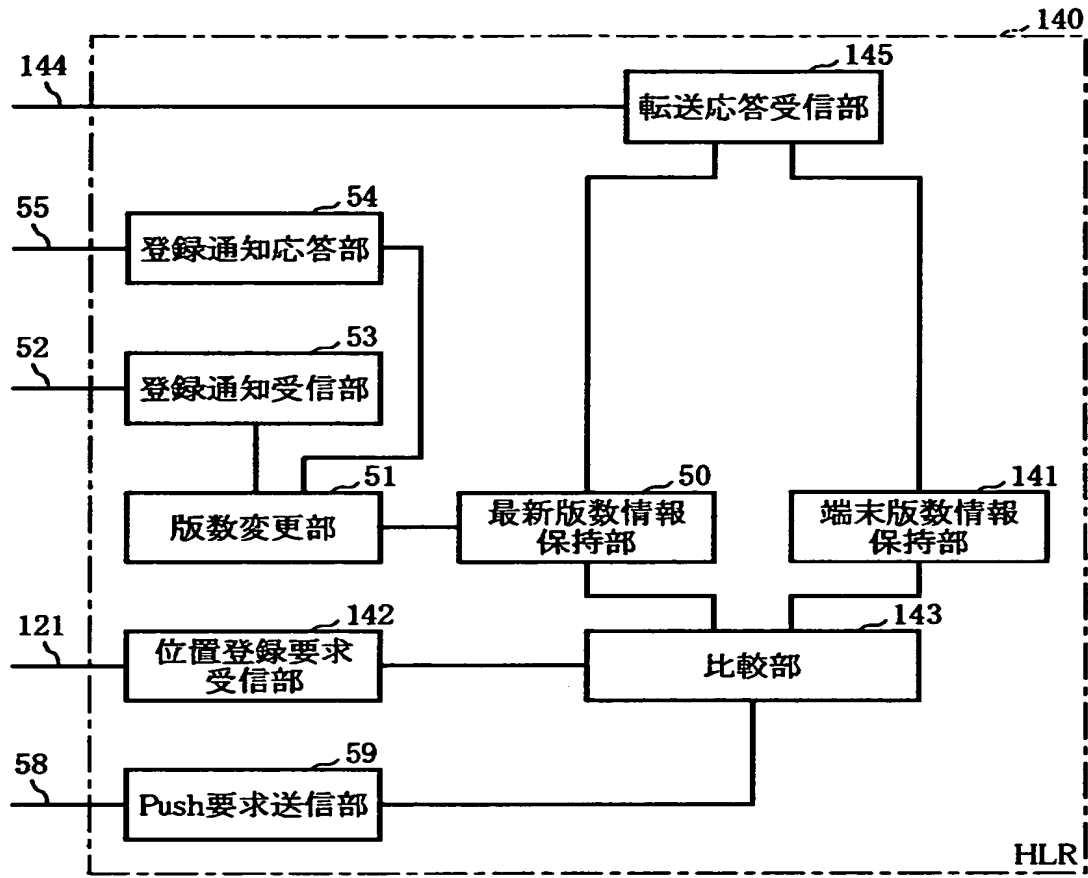 140
144
145
転送応答受信部
55
54
登録通知応答部
52
53
登録通知受信部
51
版数変更部
50
最新版数情報
保持部
141
端末版数情報
保持部
121
142
位置登録要求
受信部
143
比較部
58
59
Push要求送信部
HLR